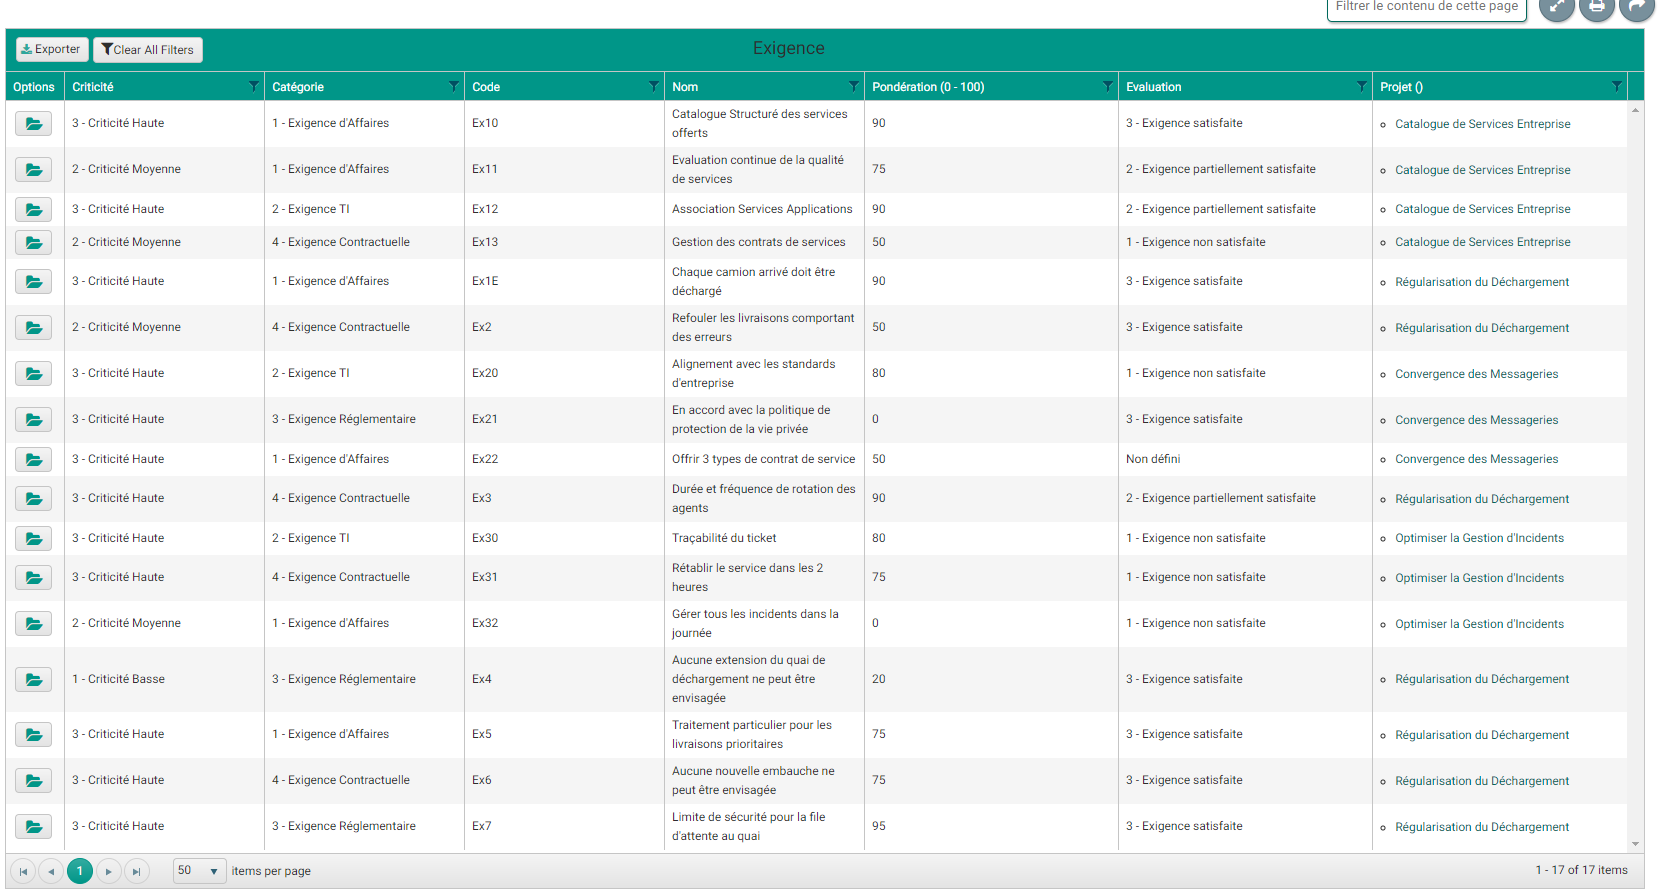 Filtrer le contenu de cette page
Exporter Clear All Filters Exigence
Options Criticité Catégorie Code Nom Pondération (0 - 100) Evaluation Projet ()
3 - Criticité Haute 1 - Exigence d'Affaires Ex10 Catalogue Structuré des services offerts 90 3 - Exigence satisfaite Catalogue de Services Entreprise
2 - Criticité Moyenne 1 - Exigence d'Affaires Ex11 Evaluation continue de la qualité de services 75 2 - Exigence partiellement satisfaite Catalogue de Services Entreprise
3 - Criticité Haute 2 - Exigence TI Ex12 Association Services Applications 90 2 - Exigence partiellement satisfaite Catalogue de Services Entreprise
2 - Criticité Moyenne 4 - Exigence Contractuelle Ex13 Gestion des contrats de services 50 1 - Exigence non satisfaite Catalogue de Services Entreprise
3 - Criticité Haute 1 - Exigence d'Affaires Ex1E Chaque camion arrivé doit être déchargé 90 3 - Exigence satisfaite Régularisation du Déchargement
2 - Criticité Moyenne 4 - Exigence Contractuelle Ex2 Refouler les livraisons comportant des erreurs 50 3 - Exigence satisfaite Régularisation du Déchargement
3 - Criticité Haute 2 - Exigence TI Ex20 Alignement avec les standards d'entreprise 80 1 - Exigence non satisfaite Convergence des Messageries
3 - Criticité Haute 3 - Exigence Réglementaire Ex21 En accord avec la politique de protection de la vie privée 0 3 - Exigence satisfaite Convergence des Messageries
3 - Criticité Haute 1 - Exigence d'Affaires Ex22 Offrir 3 types de contrat de service 50 Non défini Convergence des Messageries
3 - Criticité Haute 4 - Exigence Contractuelle Ex3 Durée et fréquence de rotation des agents 90 2 - Exigence partiellement satisfaite Régularisation du Déchargement
3 - Criticité Haute 2 - Exigence TI Ex30 Traçabilité du ticket 80 1 - Exigence non satisfaite Optimiser la Gestion d'Incidents
3 - Criticité Haute 4 - Exigence Contractuelle Ex31 Rétablir le service dans les 2 heures 75 1 - Exigence non satisfaite Optimiser la Gestion d'Incidents
2 - Criticité Moyenne 1 - Exigence d'Affaires Ex32 Gérer tous les incidents dans la journée 0 1 - Exigence non satisfaite Optimiser la Gestion d'Incidents
1 - Criticité Basse 3 - Exigence Réglementaire Ex4 Aucune extension du quai de déchargement ne peut être envisagée 20 3 - Exigence satisfaite Régularisation du Déchargement
3 - Criticité Haute 1 - Exigence d'Affaires Ex5 Traitement particulier pour les livraisons prioritaires 75 3 - Exigence satisfaite Régularisation du Déchargement
3 - Criticité Haute 4 - Exigence Contractuelle Ex6 Aucune nouvelle embauche ne peut être envisagée 75 3 - Exigence satisfaite Régularisation du Déchargement
3 - Criticité Haute 3 - Exigence Réglementaire Ex7 Limite de sécurité pour la file d'attente au quai 95 3 - Exigence satisfaite Régularisation du Déchargement
1 50 items per page 1 - 17 of 17 items